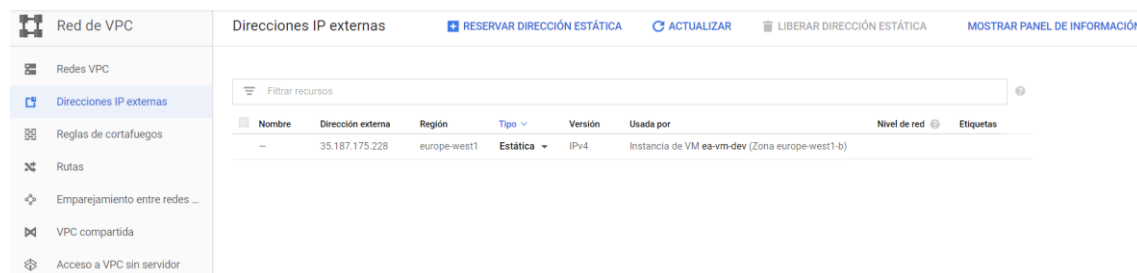 Red de VPC
Direcciones IP externas
RESERVAR DIRECCIÓN ESTÁTICA
ACTUALIZAR
LIBERAR DIRECCIÓN ESTÁTICA
MOSTRAR PANEL DE INFORMACIÓN
Redes VPC
Direcciones IP externas
Reglas de cortafuegos
Rutas
Emparejamiento entre redes ...
VPC compartida
Acceso a VPC sin servidor
Filtrar recursos
Nombre Dirección externa Región Tipo Versión Usada por Nivel de red Etiquetas
— 35.187.175.228 europe-west1 Estática IPv4 Instancia de VM ea-vm-dev (Zona europe-west1-b)